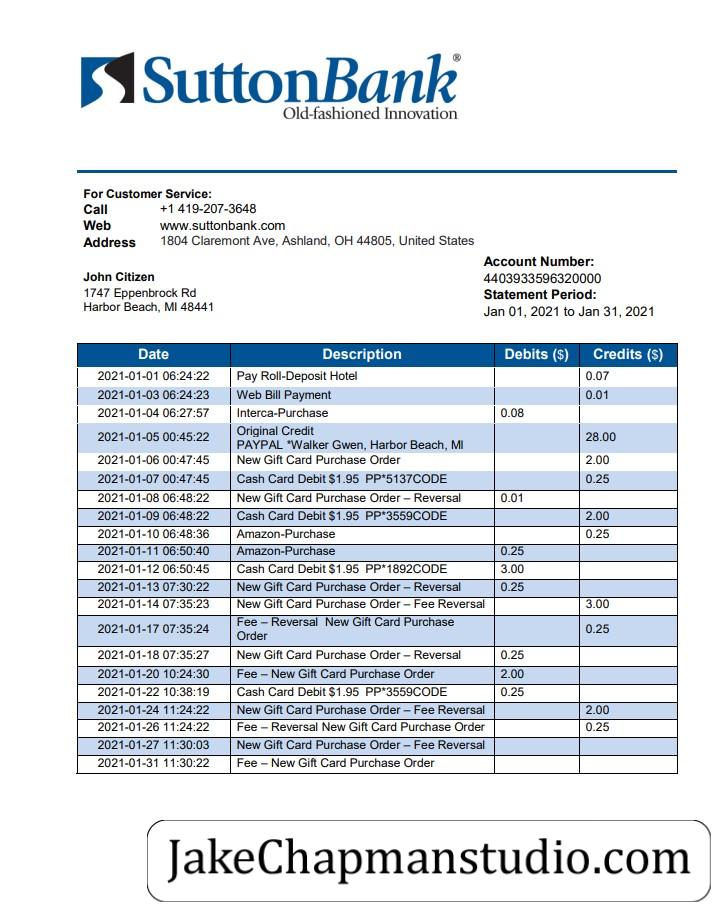 SuttonBank®
Old-fashioned Innovation
For Customer Service:
Call +1 419-207-3648
Web www.suttonbank.com
Address 1804 Claremont Ave, Ashland, OH 44805, United States
John Citizen
1747 Eppenbrock Rd
Harbor Beach, MI 48441
Account Number:
4403933596320000
Statement Period:
Jan 01, 2021 to Jan 31, 2021
Date Description Debits ($) Credits ($)
2021-01-01 06:24:22 Pay Roll-Deposit Hotel 0.07
2021-01-03 06:24:23 Web Bill Payment 0.01
2021-01-04 06:27:57 Interca-Purchase 0.08
2021-01-05 00:45:22 Original Credit 28.00
PAYPAL *Walker Gwen, Harbor Beach, MI
2021-01-06 00:47:45 New Gift Card Purchase Order 2.00
2021-01-07 00:47:45 Cash Card Debit $1.95 PP*5137CODE 0.25
2021-01-08 06:48:22 New Gift Card Purchase Order – Reversal 0.01
2021-01-09 06:48:22 Cash Card Debit $1.95 PP*3559CODE 2.00
2021-01-10 06:48:36 Amazon-Purchase 0.25
2021-01-11 06:50:40 Amazon-Purchase 0.25
2021-01-12 06:50:45 Cash Card Debit $1.95 PP*1892CODE 3.00
2021-01-13 07:30:22 New Gift Card Purchase Order – Reversal 0.25
2021-01-14 07:35:23 New Gift Card Purchase Order – Fee Reversal 3.00
2021-01-17 07:35:24 Fee – Reversal New Gift Card Purchase 0.25
Order
2021-01-18 07:35:27 New Gift Card Purchase Order – Reversal 0.25
2021-01-20 10:24:30 Fee – New Gift Card Purchase Order 2.00
2021-01-22 10:38:19 Cash Card Debit $1.95 PP*3559CODE 0.25
2021-01-24 11:24:22 New Gift Card Purchase Order – Fee Reversal 2.00
2021-01-26 11:24:22 Fee – Reversal New Gift Card Purchase Order 0.25
2021-01-27 11:30:03 New Gift Card Purchase Order – Fee Reversal
2021-01-31 11:30:22 Fee – New Gift Card Purchase Order
JakeChapmanstudio.com